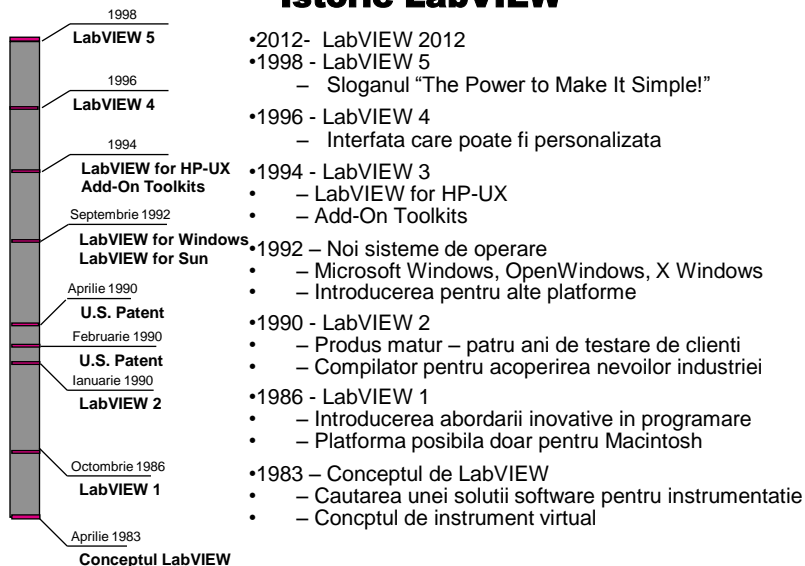 Istoric LabVIEW
1998
LabVIEW 5
1996
LabVIEW 4
1994
LabVIEW for HP-UX
Add-On Toolkits
Septembrie 1992
LabVIEW for Windows
LabVIEW for Sun
Aprilie 1990
U.S. Patent
Februarie 1990
U.S. Patent
Ianuarie 1990
LabVIEW 2
Octombrie 1986
LabVIEW 1
Aprilie 1983
Conceptul LabVIEW
•2012- LabVIEW 2012
•1998 - LabVIEW 5
– Sloganul “The Power to Make It Simple!”
•1996 - LabVIEW 4
– Interfata care poate fi personalizata
•1994 - LabVIEW 3
• – LabVIEW for HP-UX
• – Add-On Toolkits
•1992 – Noi sisteme de operare
• – Microsoft Windows, OpenWindows, X Windows
• – Introducerea pentru alte platforme
•1990 - LabVIEW 2
• – Produs matur – patru ani de testare de clienti
• – Compilator pentru acoperirea nevoilor industriei
•1986 - LabVIEW 1
• – Introducerea abordarii inovative in programare
• – Platforma posibila doar pentru Macintosh
•1983 – Conceptul de LabVIEW
• – Cautarea unei solutii software pentru instrumentatie
• – Concptul de instrument virtual